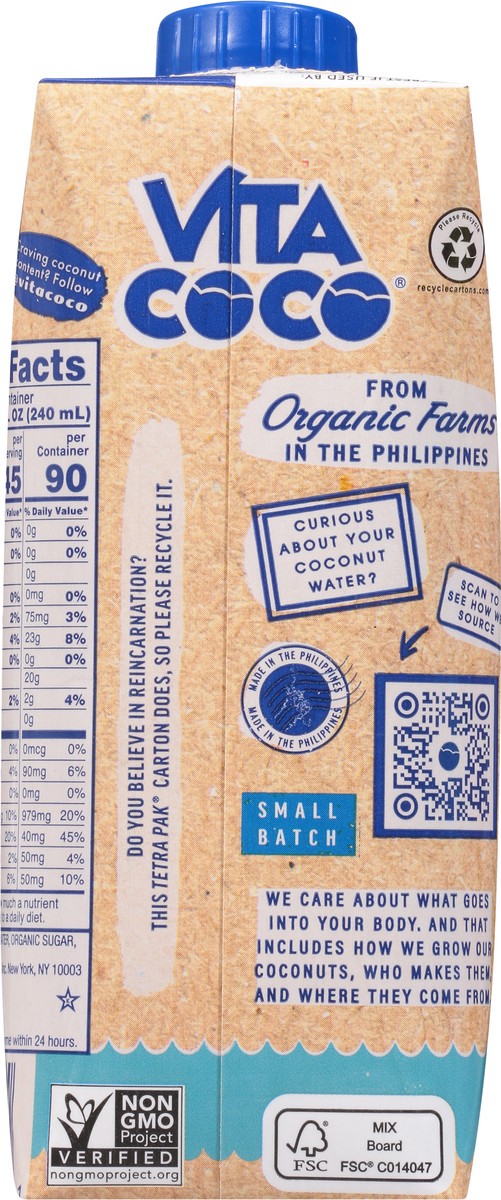 BEST IF USED BY:
VITA
COCO®
Please Recycle
recyclecartons.com
Craving coconut
content? Follow
@vitacoco
Facts
OZ (240 mL)
per
Container
45 90
% Daily Value*
0% 0g 0%
0% 0g 0%
0g
0% 0mg 0%
2% 75mg 3%
4% 23g 8%
0% 0g 0%
20g
2% 2g 4%
0g
0% 0mcg 0%
4% 90mg 6%
0% 0mg 0%
10% 979mg 20%
20% 40mg 45%
2% 50mg 4%
6% 50mg 10%
much a nutrient
to a daily diet.
ORGANIC SUGAR,
New York, NY 10003
within 24 hours.
DO YOU BELIEVE IN REINCARNATION?
THIS TETRA PAK® CARTON DOES, SO PLEASE RECYCLE IT.
FROM
Organic Farms
IN THE PHILIPPINES
CURIOUS
ABOUT YOUR
COCONUT
WATER?
SCAN TO
SEE HOW WE
SOURCE
MADE IN THE PHILIPPINES
MADE IN THE PHILIPPINES
SMALL
BATCH
WE CARE ABOUT WHAT GOES
INTO YOUR BODY. AND THAT
INCLUDES HOW WE GROW OUR
COCONUTS, WHO MAKES THEM
AND WHERE THEY COME FROM
NON
GMO
Project
VERIFIED
nongmoproject.org
FSC
MIX
Board
FSC® C014047